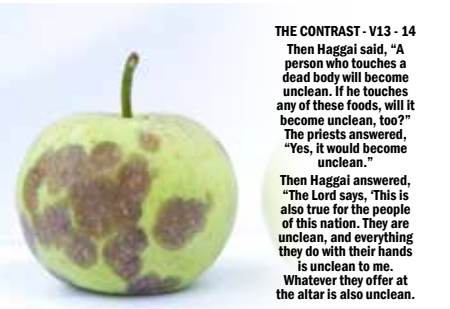 THE CONTRAST - V13 - 14
Then Haggai said, “A
person who touches a
dead body will become
unclean. If he touches
any of these foods, will it
become unclean, too?”
The priests answered,
“Yes, it would become
unclean.”
Then Haggai answered,
“The Lord says, ‘This is
also true for the people
of this nation. They are
unclean, and everything
they do with their hands
is unclean to me.
Whatever they offer at
the altar is also unclean.